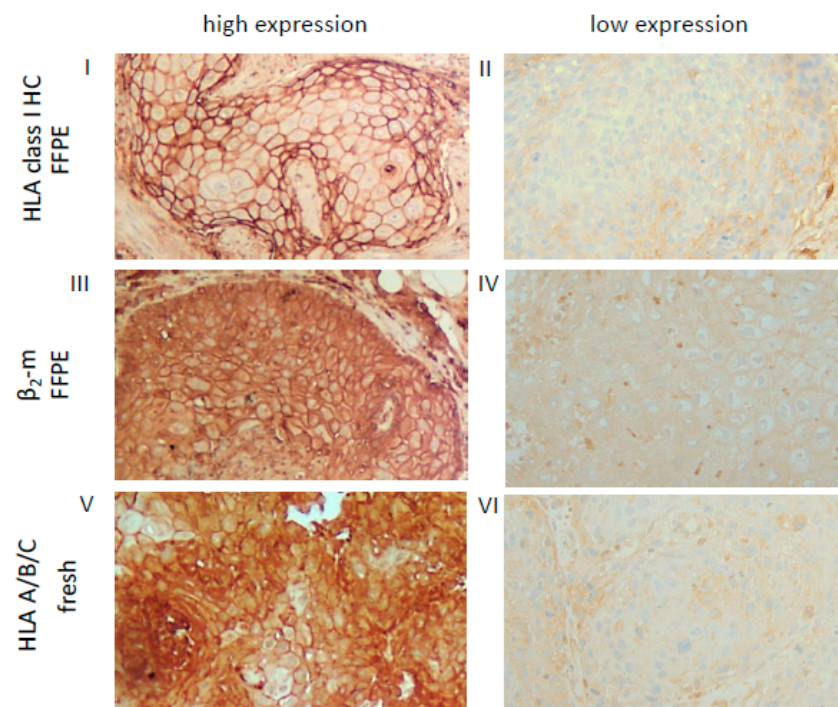 high expression
low expression
I
II
HLA class I HC
FFPE
III
IV
β₂-m
FFPE
V
VI
HLA A/B/C
fresh